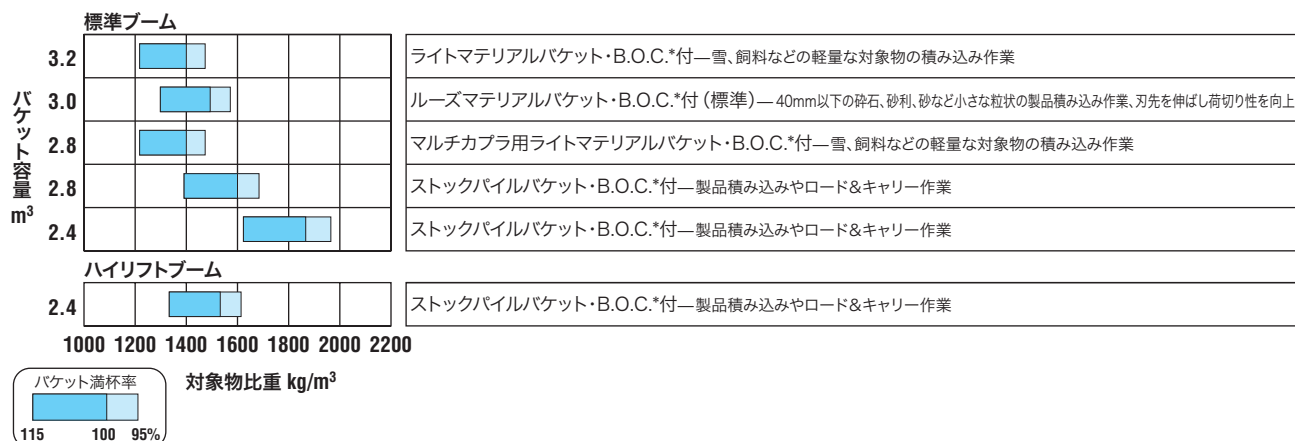 標準ブーム
3.2 ライトマテリアルバケット・B.O.C.*付—雪、飼料などの軽量な対象物の積み込み作業
3.0 ルーズマテリアルバケット・B.O.C.*付(標準)—40mm以下の砕石、砂利、砂など小さな粒状の製品積み込み作業、刃先を伸ばし荷切り性を向上
2.8 マルチカプラ用ライトマテリアルバケット・B.O.C.*付—雪、飼料などの軽量な対象物の積み込み作業
2.8 ストックパイルバケット・B.O.C.*付—製品積み込みやロード&キャリー作業
2.4 ストックパイルバケット・B.O.C.*付—製品積み込みやロード&キャリー作業
バケット容量 m³
ハイリフトブーム
2.4 ストックパイルバケット・B.O.C.*付—製品積み込みやロード&キャリー作業
1000 1200 1400 1600 1800 2000 2200
対象物比重 kg/m³
バケット満杯率
115 100 95%